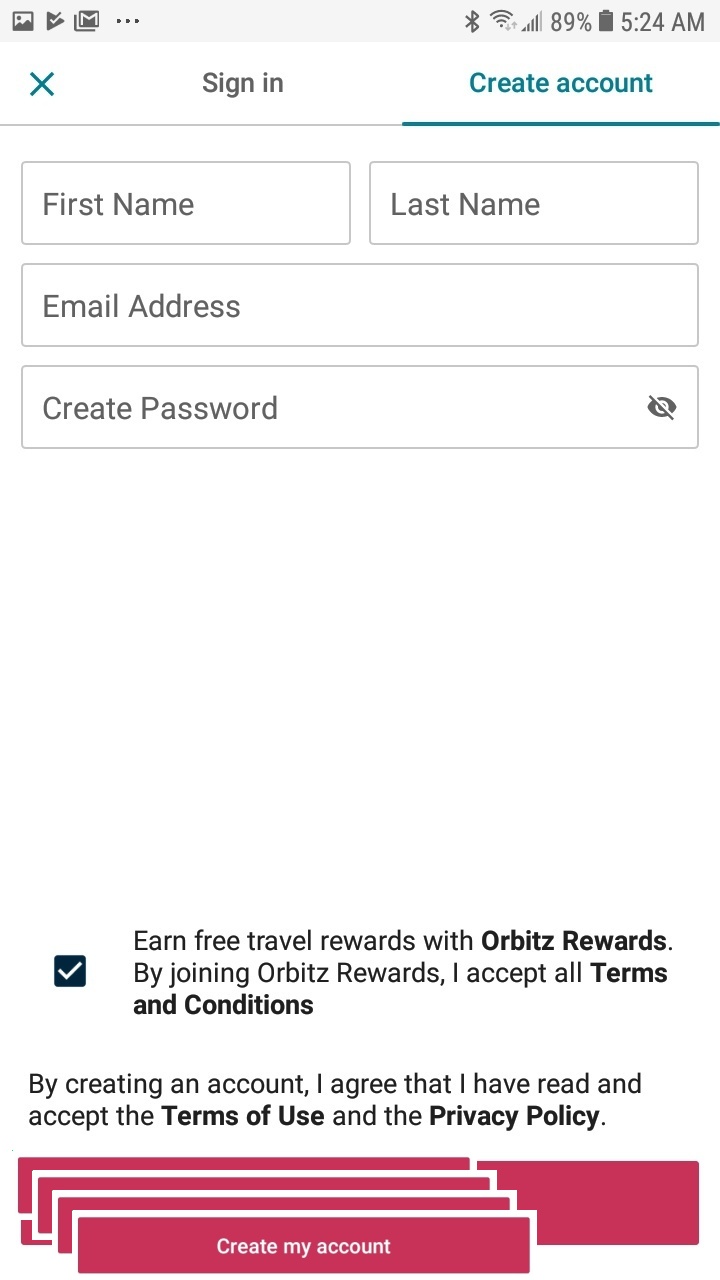 89% 5:24 AM
Sign in Create account
First Name Last Name
Email Address
Create Password
Earn free travel rewards with Orbitz Rewards.
By joining Orbitz Rewards, I accept all Terms
and Conditions
By creating an account, I agree that I have read and
accept the Terms of Use and the Privacy Policy.
Create my account